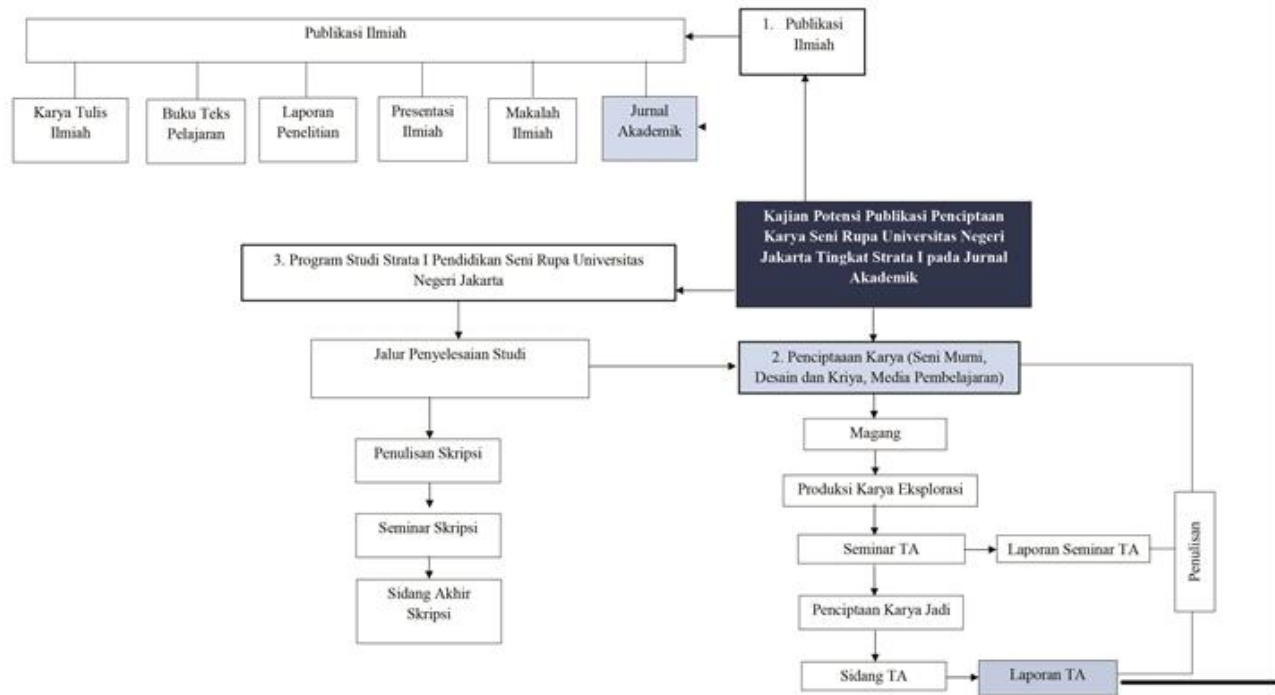 1. Publikasi
Ilmiah
Publikasi Ilmiah
Karya Tulis
Ilmiah
Buku Teks
Pelajaran
Laporan
Penelitian
Presentasi
Ilmiah
Makalah
Ilmiah
Jurnal
Akademik
Kajian Potensi Publikasi Penciptaan
Karya Seni Rupa Universitas Negeri
Jakarta Tingkat Strata I pada Jurnal
Akademik
3. Program Studi Strata I Pendidikan Seni Rupa Universitas
Negeri Jakarta
Jalur Penyelesaian Studi
Penulisan Skripsi
Seminar Skripsi
Sidang Akhir
Skripsi
2. Penciptaaan Karya (Seni Murni,
Desain dan Kriya, Media Pembelajaran)
Magang
Produksi Karya Eksplorasi
Seminar TA
Laporan Seminar TA
Penciptaan Karya Jadi
Sidang TA
Laporan TA
Penulisan